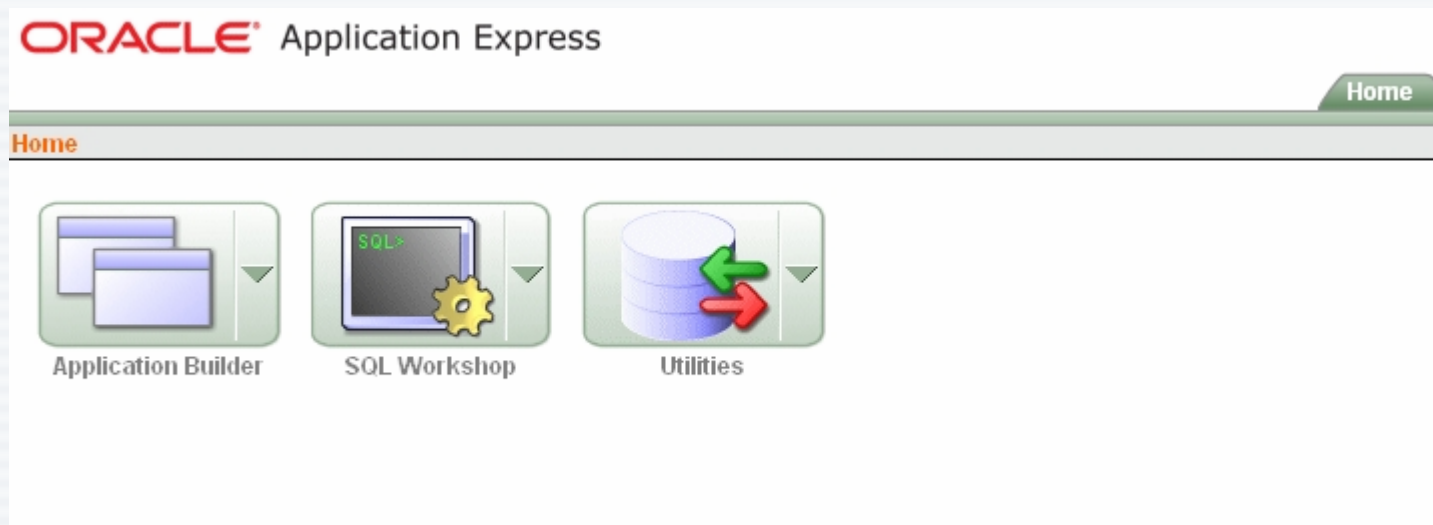 ORACLE Application Express
Home
Home
SQL>
Application Builder SQL Workshop Utilities